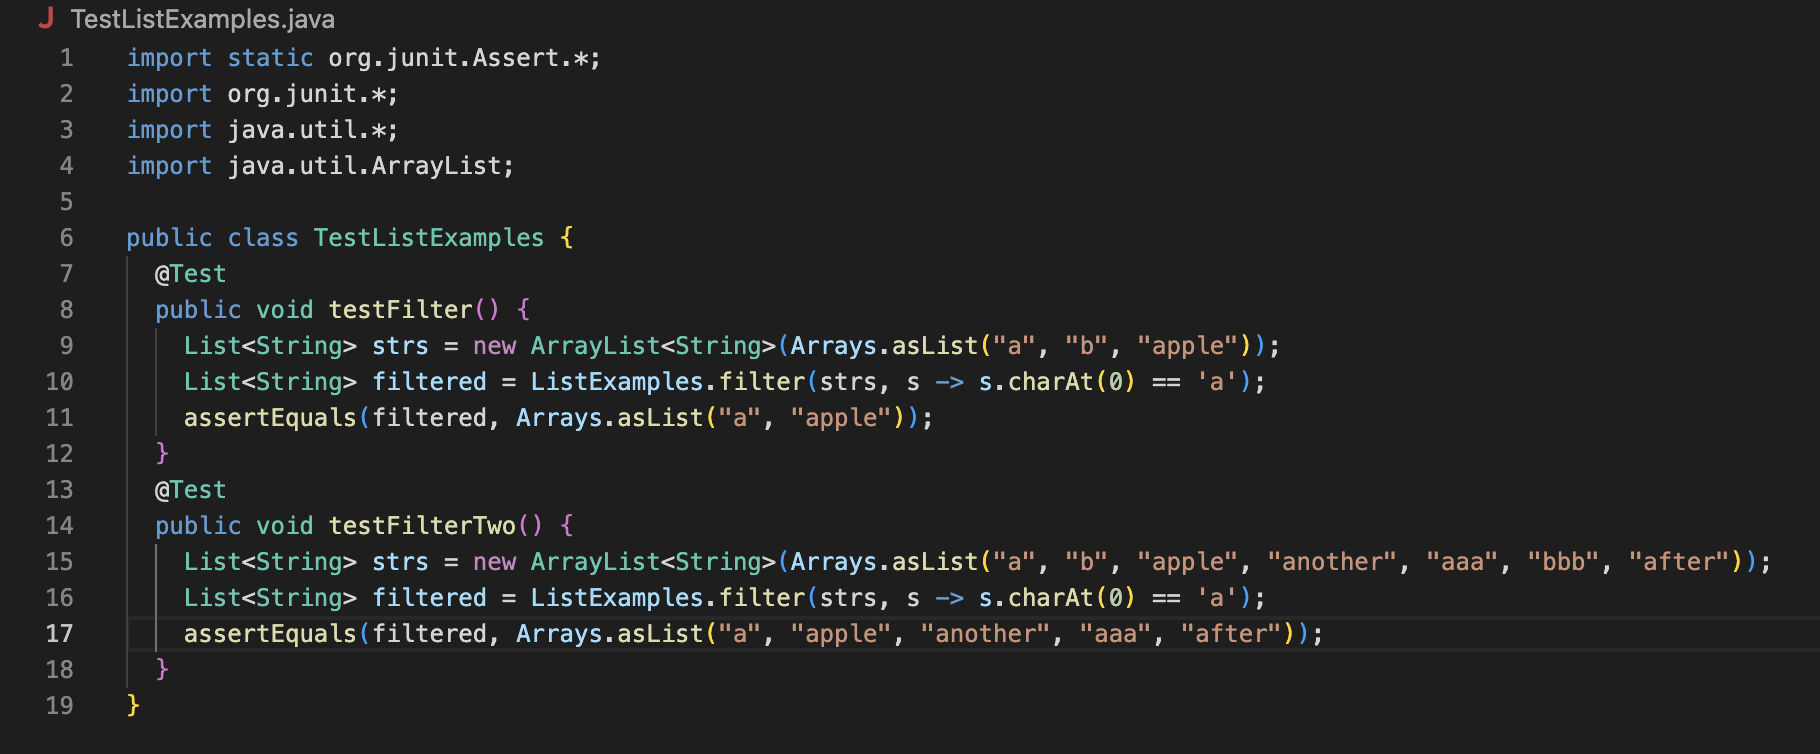 TestListExamples.java
1 import static org.junit.Assert.*;
2 import org.junit.*;
3 import java.util.*;
4 import java.util.ArrayList;
5
6 public class TestListExamples {
7   @Test
8   public void testFilter() {
9     List<String> strs = new ArrayList<String>(Arrays.asList("a", "b", "apple"));
10     List<String> filtered = ListExamples.filter(strs, s -> s.charAt(0) == 'a');
11     assertEquals(filtered, Arrays.asList("a", "apple"));
12   }
13   @Test
14   public void testFilterTwo() {
15     List<String> strs = new ArrayList<String>(Arrays.asList("a", "b", "apple", "another", "aaa", "bbb", "after"));
16     List<String> filtered = ListExamples.filter(strs, s -> s.charAt(0) == 'a');
17     assertEquals(filtered, Arrays.asList("a", "apple", "another", "aaa", "after"));
18   }
19 }